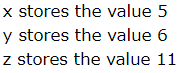 x stores the value 5
y stores the value 6
z stores the value 11